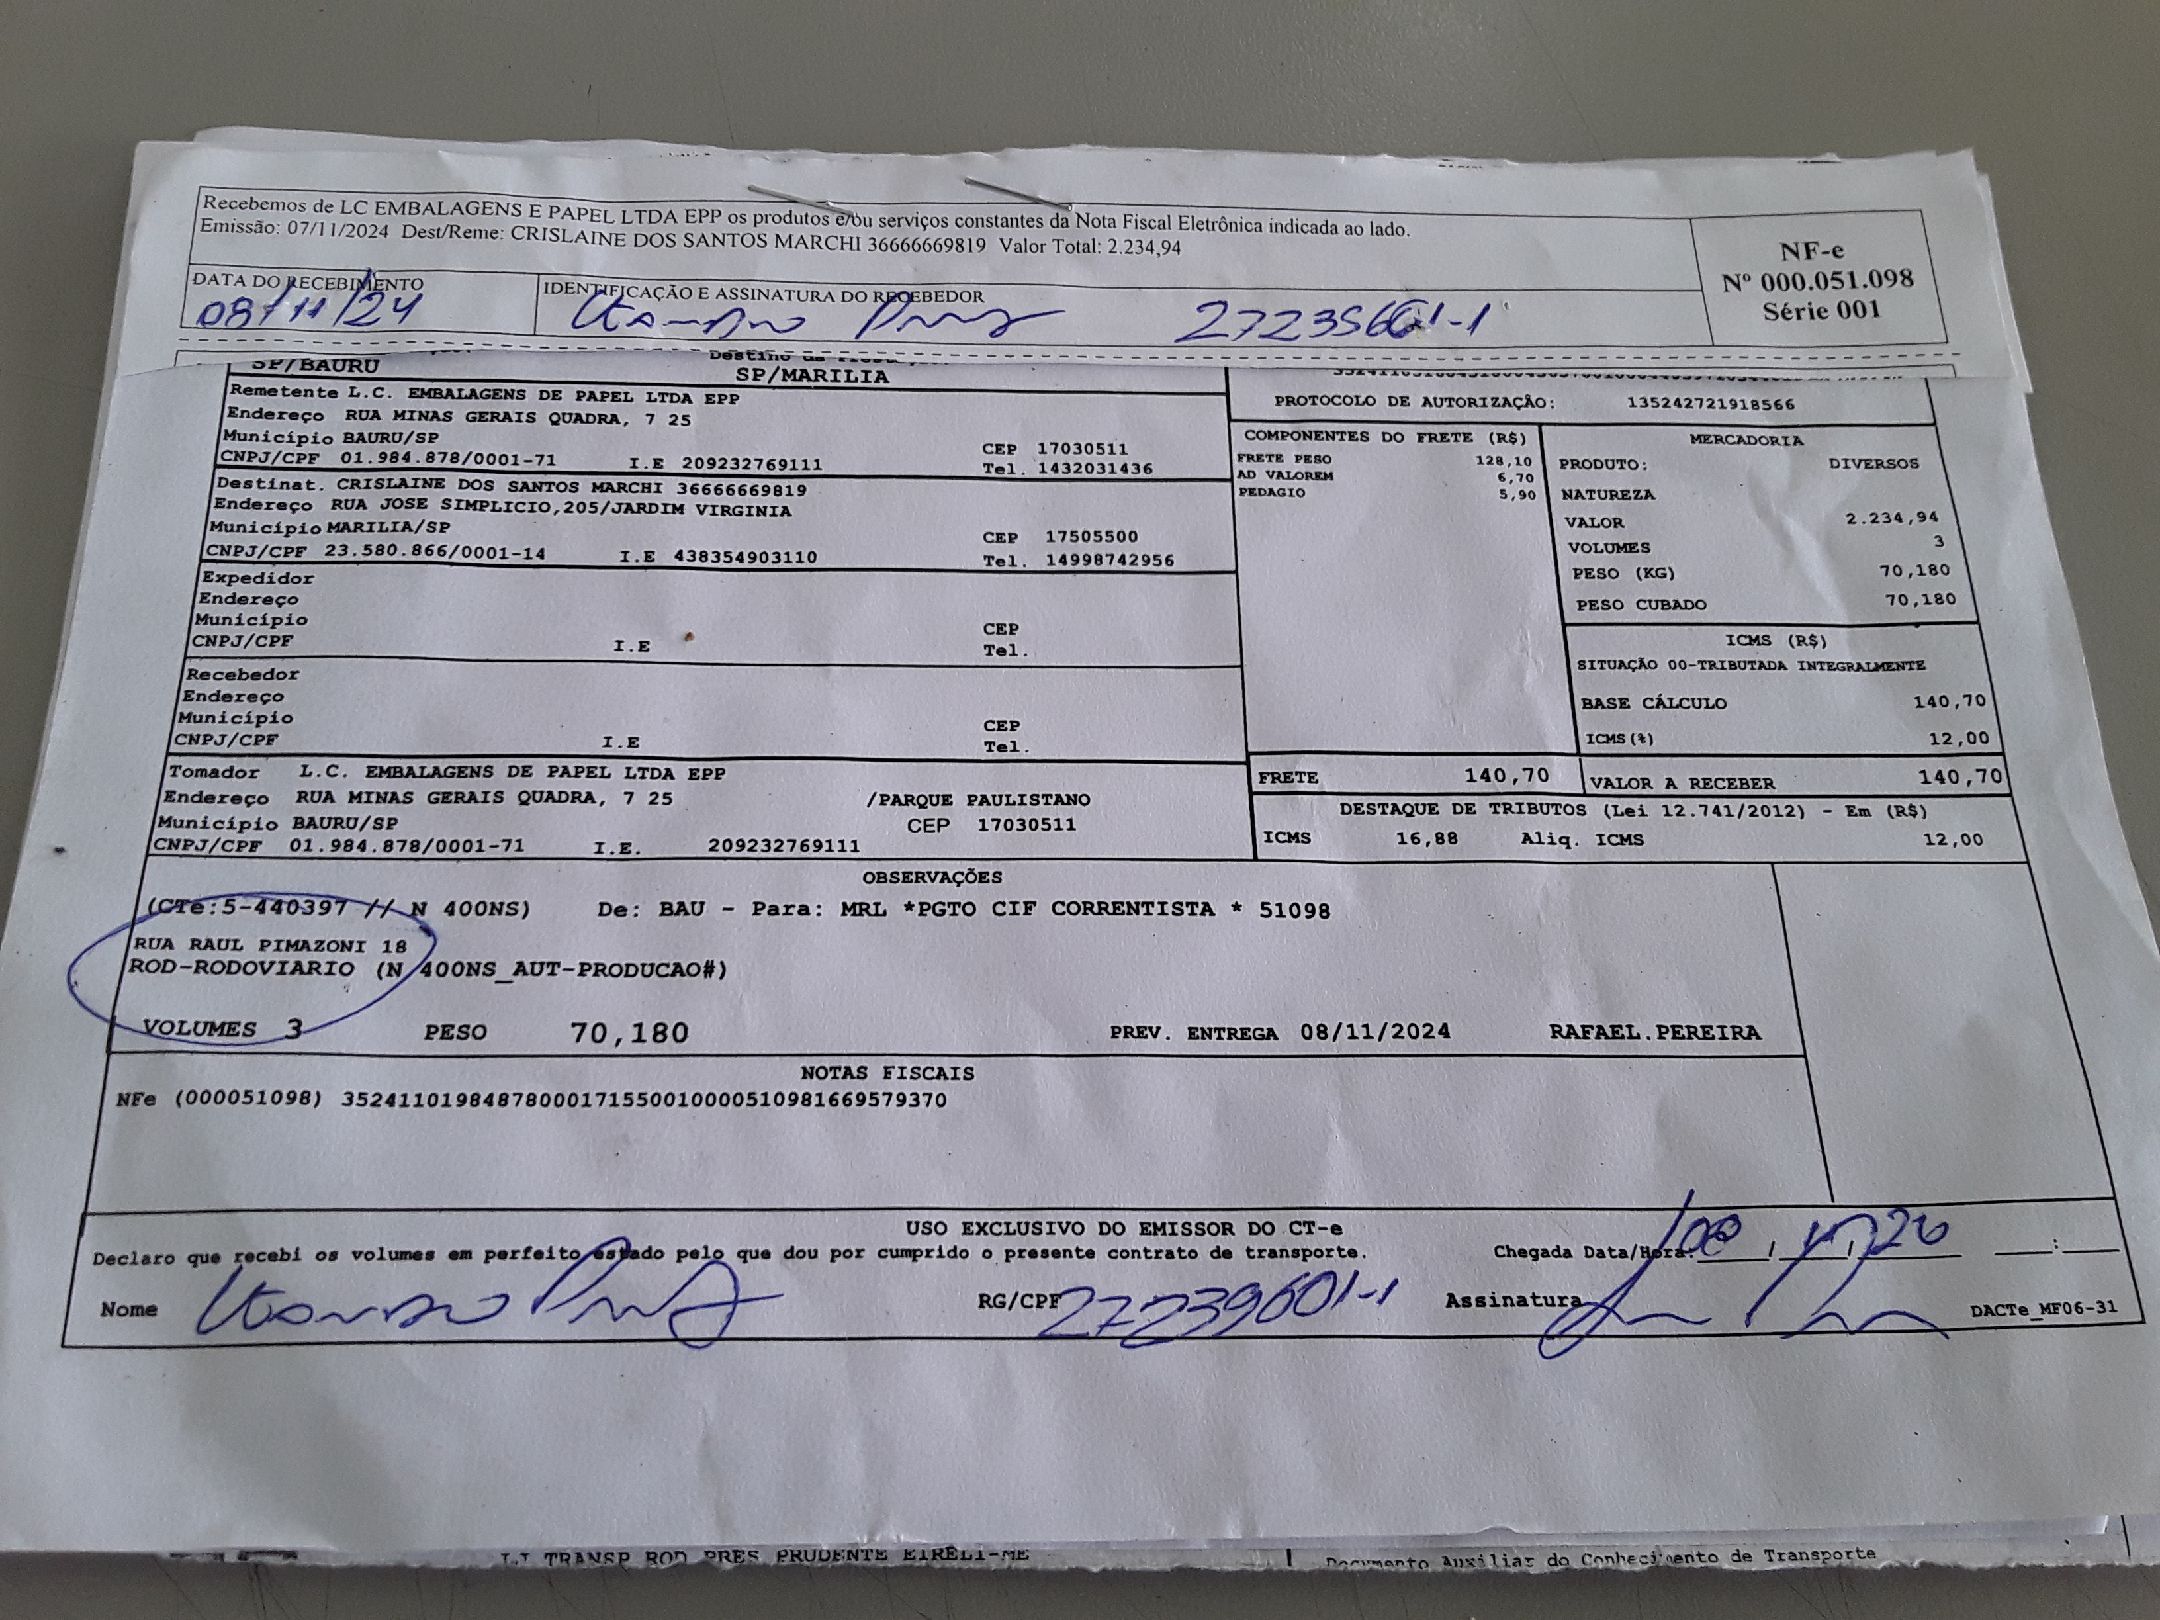 Recebemos de LC EMBALAGENS E PAPEL LTDA EPP os produtos e/ou serviços constantes da Nota Fiscal Eletrônica indicada ao lado.
Emissão: 07/11/2024 Dest/Reme: CRISLAINE DOS SANTOS MARCHI 36666669819 Valor Total: 2.234,94
NF-e
Nº 000.051.098
Série 001
DATA DO RECEBIMENTO
08/11/24
IDENTIFICAÇÃO E ASSINATURA DO RECEBEDOR
SP/BAURU
SP/MARILIA
Remetente L.C. EMBALAGENS DE PAPEL LTDA EPP
Endereço RUA MINAS GERAIS QUADRA, 7 25
Município BAURU/SP CEP 17030511
CNPJ/CPF 01.984.878/0001-71 I.E 209232769111 Tel. 1432031436
Destinat. CRISLAINE DOS SANTOS MARCHI 36666669819
Endereço RUA JOSE SIMPLICIO,205/JARDIM VIRGINIA
Município MARILIA/SP CEP 17505500
CNPJ/CPF 23.580.866/0001-14 I.E 438354903110 Tel. 14998742956
Expedidor
Endereço
Município CEP
CNPJ/CPF I.E Tel.
Recebedor
Endereço
Município CEP
CNPJ/CPF I.E Tel.
Tomador L.C. EMBALAGENS DE PAPEL LTDA EPP
Endereço RUA MINAS GERAIS QUADRA, 7 25 /PARQUE PAULISTANO
Município BAURU/SP CEP 17030511
CNPJ/CPF 01.984.878/0001-71 I.E. 209232769111
PROTOCOLO DE AUTORIZAÇÃO: 135242721918566
COMPONENTES DO FRETE (R$)
FRETE PESO 128,10
AD VALOREM 6,70
PEDAGIO 5,90
MERCADORIA
PRODUTO: DIVERSOS
NATUREZA
VALOR 2.234,94
VOLUMES 3
PESO (KG) 70,180
PESO CUBADO 70,180
ICMS (R$)
SITUAÇÃO 00-TRIBUTADA INTEGRALMENTE
BASE CÁLCULO 140,70
ICMS(%) 12,00
FRETE 140,70 VALOR A RECEBER 140,70
DESTAQUE DE TRIBUTOS (Lei 12.741/2012) - Em (R$)
ICMS 16,88 Aliq. ICMS 12,00
OBSERVAÇÕES
(CTe:5-440397 // N 400NS) De: BAU - Para: MRL *PGTO CIF CORRENTISTA * 51098
RUA RAUL PIMAZONI 18
ROD-RODOVIARIO (N 400NS_AUT-PRODUCAO#)
VOLUMES 3 PESO 70,180 PREV. ENTREGA 08/11/2024 RAFAEL.PEREIRA
NOTAS FISCAIS
NFe (000051098) 35241101984878000171550010000510981669579370
USO EXCLUSIVO DO EMISSOR DO CT-e
Declaro que recebi os volumes em perfeito estado pelo que dou por cumprido o presente contrato de transporte. Chegada Data/Hora:
Nome RG/CPF 27239601-1 Assinatura DACTe_MF06-31
TRANSP ROD PRES PRUDENTE EIRELI-ME
Documento Auxiliar do Conhecimento de Transporte